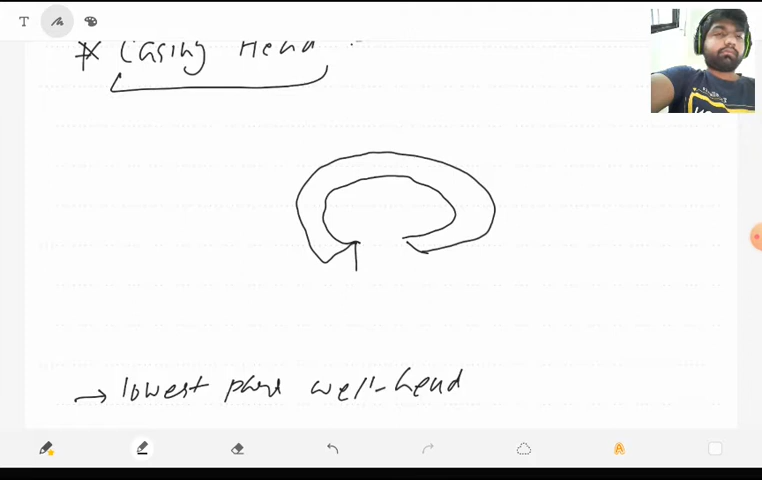 * Casing Head :-
→ lowest part well-head